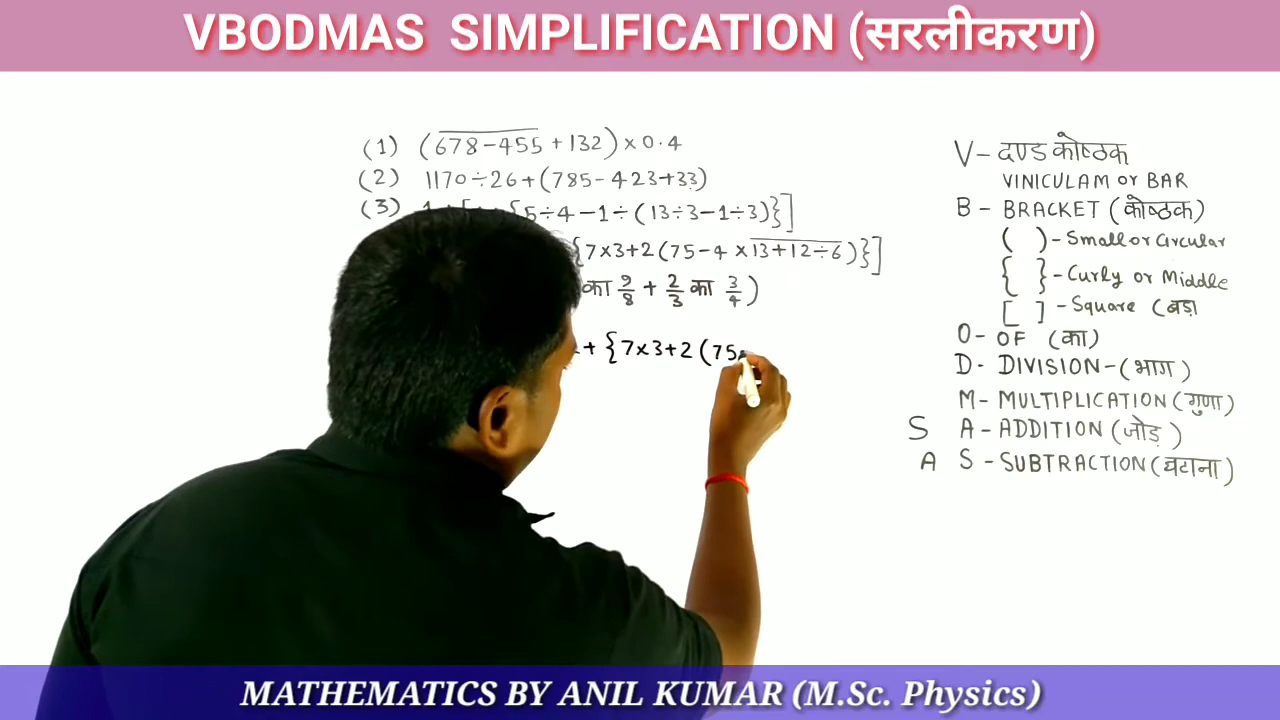 VBODMAS SIMPLIFICATION (सरलीकरण)
(1) (678-455 + 132) × 0.4
(2) 1170÷26+(785-423+33)
(3)
5÷4-1÷(13÷3-1÷3)}]
{7×3+2(75-4×13+12÷6)}]
का 9/8 + 2/3 का 3/4)
+ {7×3+2(75
V- दण्ड कोष्ठक
VINICULAM or BAR
B - BRACKET (कोष्ठक)
( ) - Small or Circular
{ } - Curly or Middle
[ ] - Square (बड़ा
O- OF (का)
D- DIVISION-(भाग)
M- MULTIPLICATION (गुणा)
S A- ADDITION (जोड़)
A S - SUBTRACTION (घटाना)
MATHEMATICS BY ANIL KUMAR (M.Sc. Physics)